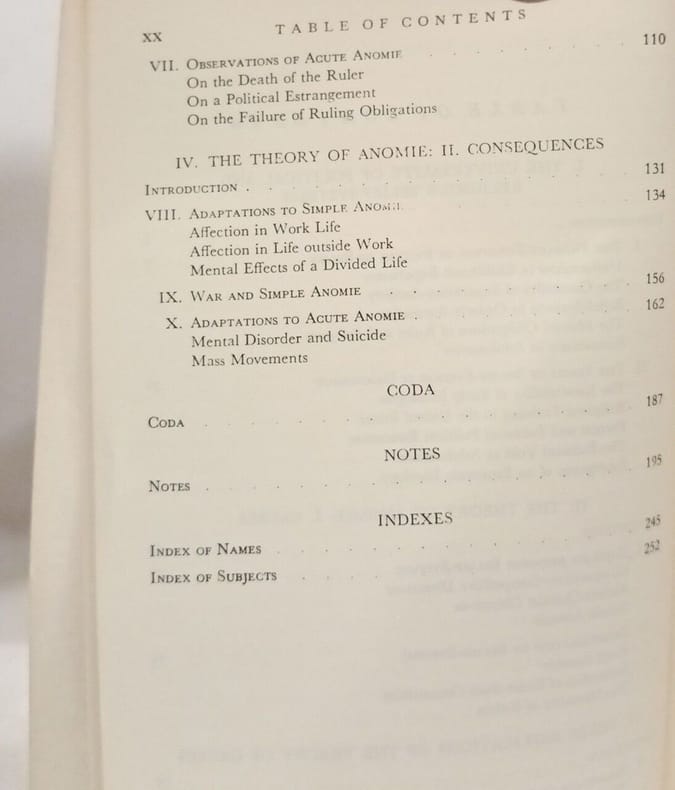 XX TABLE OF CONTENTS
VII. OBSERVATIONS OF ACUTE ANOMIE 110
On the Death of the Ruler
On a Political Estrangement
On the Failure of Ruling Obligations
IV. THE THEORY OF ANOMIE: II. CONSEQUENCES
INTRODUCTION 131
VIII. ADAPTATIONS TO SIMPLE ANOMIE 134
Affection in Work Life
Affection in Life outside Work
Mental Effects of a Divided Life
IX. WAR AND SIMPLE ANOMIE 156
X. ADAPTATIONS TO ACUTE ANOMIE 162
Mental Disorder and Suicide
Mass Movements
CODA
CODA 187
NOTES
NOTES 195
INDEXES
INDEX OF NAMES 245
INDEX OF SUBJECTS 252